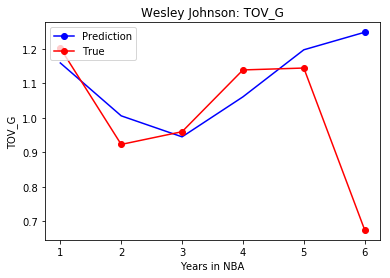 Wesley Johnson: TOV_G
Prediction
True
1.2
1.1
1.0
0.9
0.8
0.7
TOV_G
1 2 3 4 5 6
Years in NBA